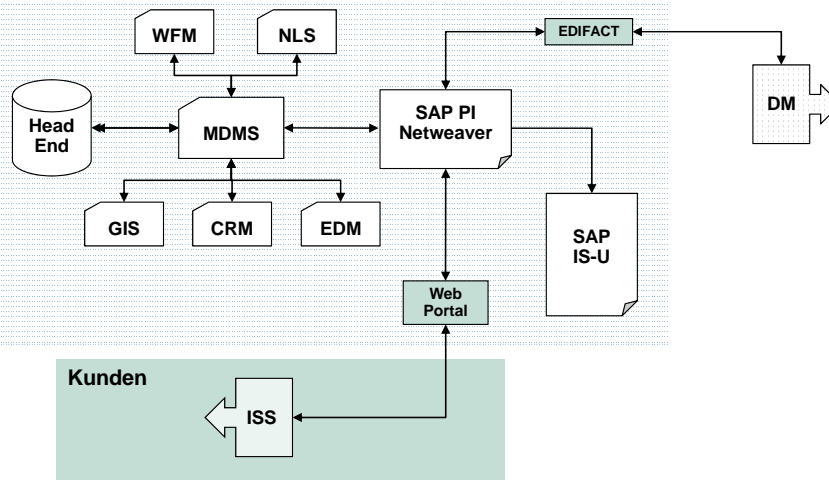 WFM
NLS
EDIFACT
Head
End
MDMS
SAP PI
Netweaver
DM
GIS
CRM
EDM
SAP
IS-U
Web
Portal
Kunden
ISS